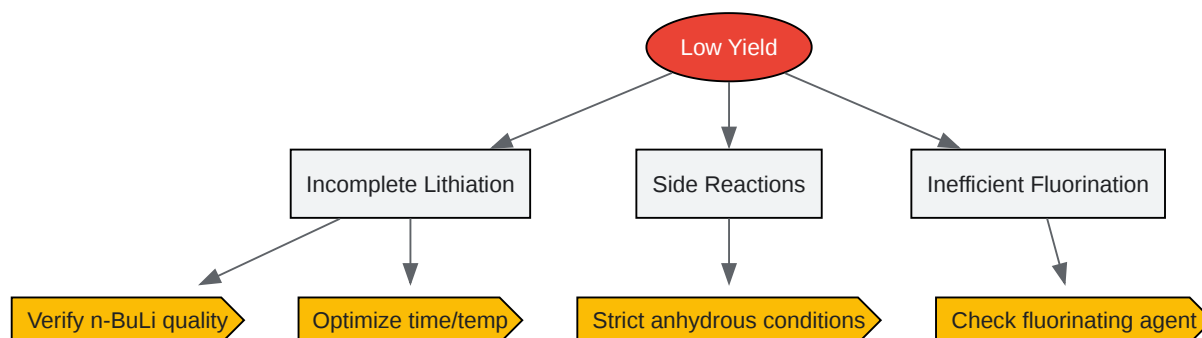 Low Yield
Incomplete Lithiation
Side Reactions
Inefficient Fluorination
Verify n-BuLi quality
Optimize time/temp
Strict anhydrous conditions
Check fluorinating agent